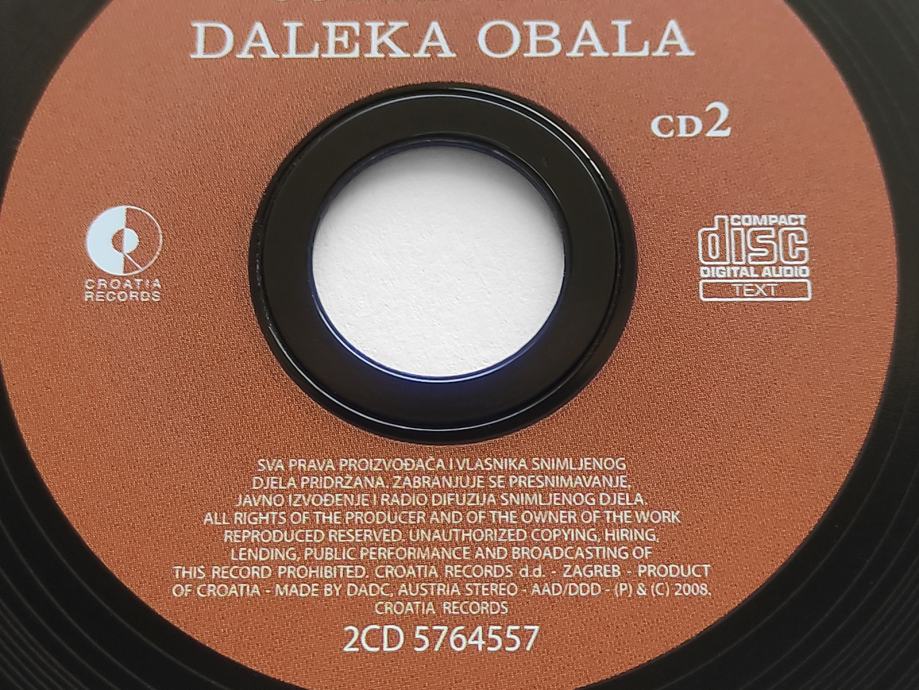 DALEKA OBALA
CD2
CROATIA
RECORDS
COMPACT
disc
DIGITAL AUDIO
TEXT
SVA PRAVA PROIZVOĐAČA I VLASNIKA SNIMLJENOG
DJELA PRIDRŽANA. ZABRANJUJE SE PRESNIMAVANJE,
JAVNO IZVOĐENJE I RADIO DIFUZIJA SNIMLJENOG DJELA.
ALL RIGHTS OF THE PRODUCER AND OF THE OWNER OF THE WORK
REPRODUCED RESERVED. UNAUTHORIZED COPYING, HIRING,
LENDING, PUBLIC PERFORMANCE AND BROADCASTING OF
THIS RECORD PROHIBITED. CROATIA RECORDS d.d. - ZAGREB - PRODUCT
OF CROATIA - MADE BY DADC, AUSTRIA STEREO - AAD/DDD - (P) & (C) 2008.
CROATIA RECORDS
2CD 5764557